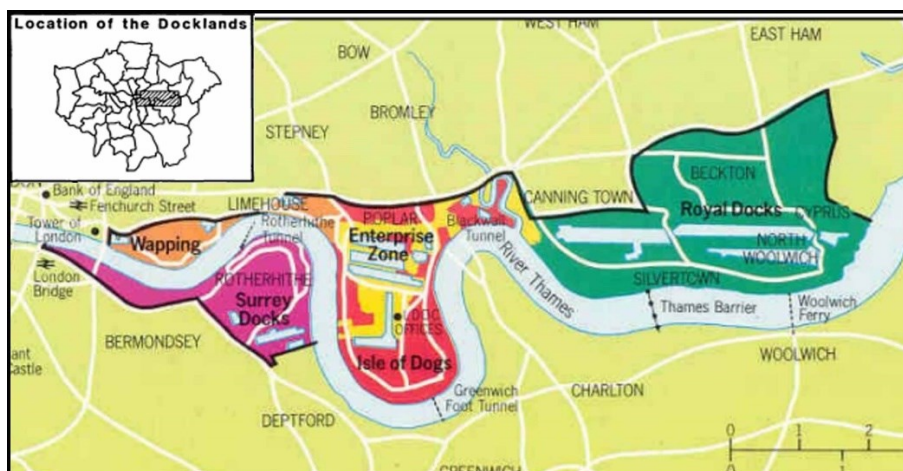 Location of the Docklands
WEST HAM
EAST HAM
BOW
BROMLEY
STEPNEY
Bank of England
Fenchurch Street
Tower of
London
London
Bridge
LIMEHOUSE
Rotherhithe
Tunnel
Wapping
ROTHERHITHE
Surrey
Docks
BERMONDSEY
DEPTFORD
POPLAR
Enterprise
Zone
Blackwall
Tunnel
LDDC
OFFICES
Isle of Dogs
Greenwich
Foot Tunnel
GREENWICH
River Thames
CANNING TOWN
BECKTON
Royal Docks
CYPRUS
NORTH
WOOLWICH
SILVERTOWN
Thames Barrier
Woolwich
Ferry
WOOLWICH
CHARLTON
0 1 2
0 1